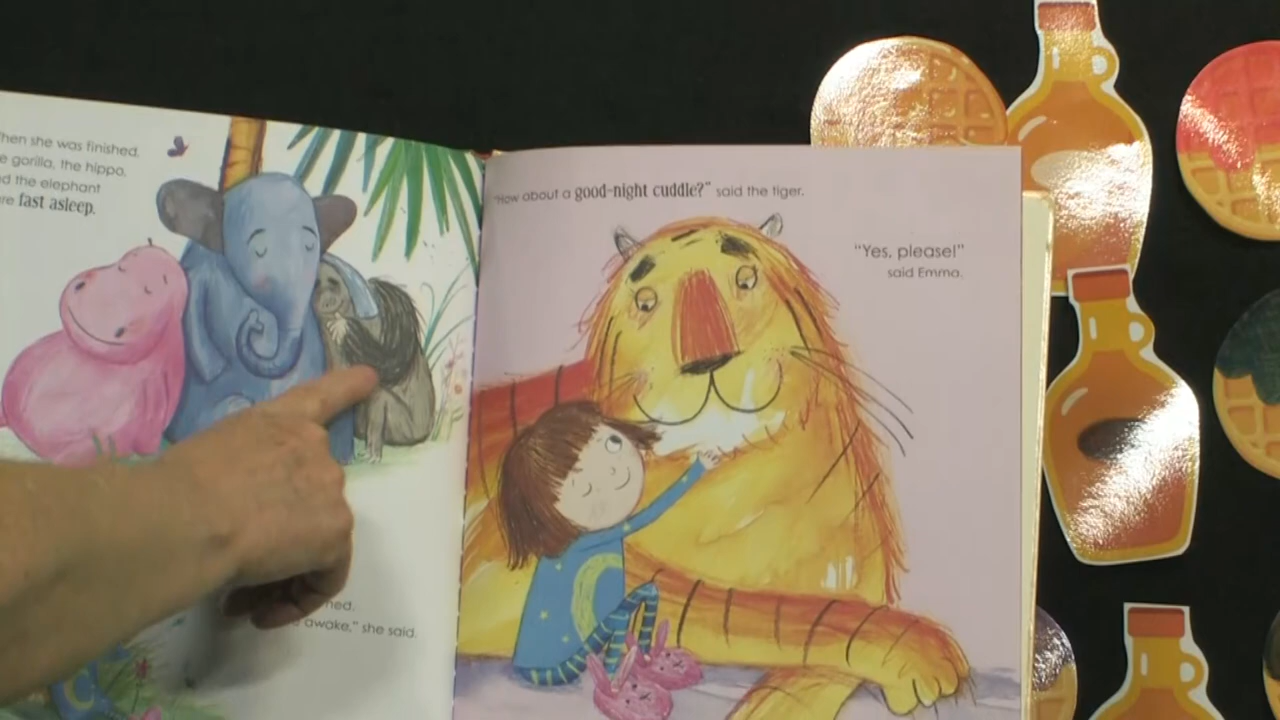 hen she was finished,
e gorilla, the hippo,
d the elephant
re fast asleep.
ned.
awake," she said.
"How about a good-night cuddle?" said the tiger.
"Yes, please!"
said Emma.